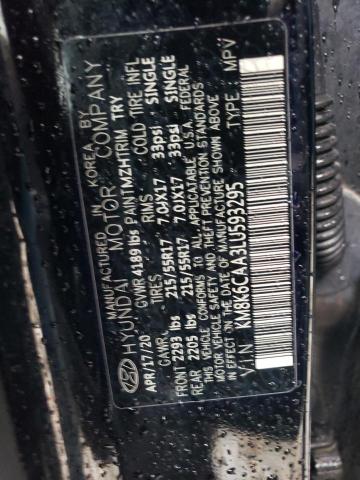 MANUFACTURED IN KOREA BY
HYUNDAI MOTOR COMPANY
APR/17/20 GVWR 4189 lbs PAINT MZH TRIM TRY
GAWR TIRES RIMS COLD TIRE INFL
FRONT 2293 lbs 215/55R17 7.0JX17 33psi SINGLE
REAR 2205 lbs 215/55R17 7.0JX17 33psi SINGLE
THIS VEHICLE CONFORMS TO ALL APPLICABLE U.S.A. FEDERAL
MOTOR VEHICLE SAFETY AND THEFT PREVENTION STANDARDS
IN EFFECT ON THE DATE OF MANUFACTURE SHOWN ABOVE.
V.I.N KM8K6CAA3LU593295 TYPE: MPV